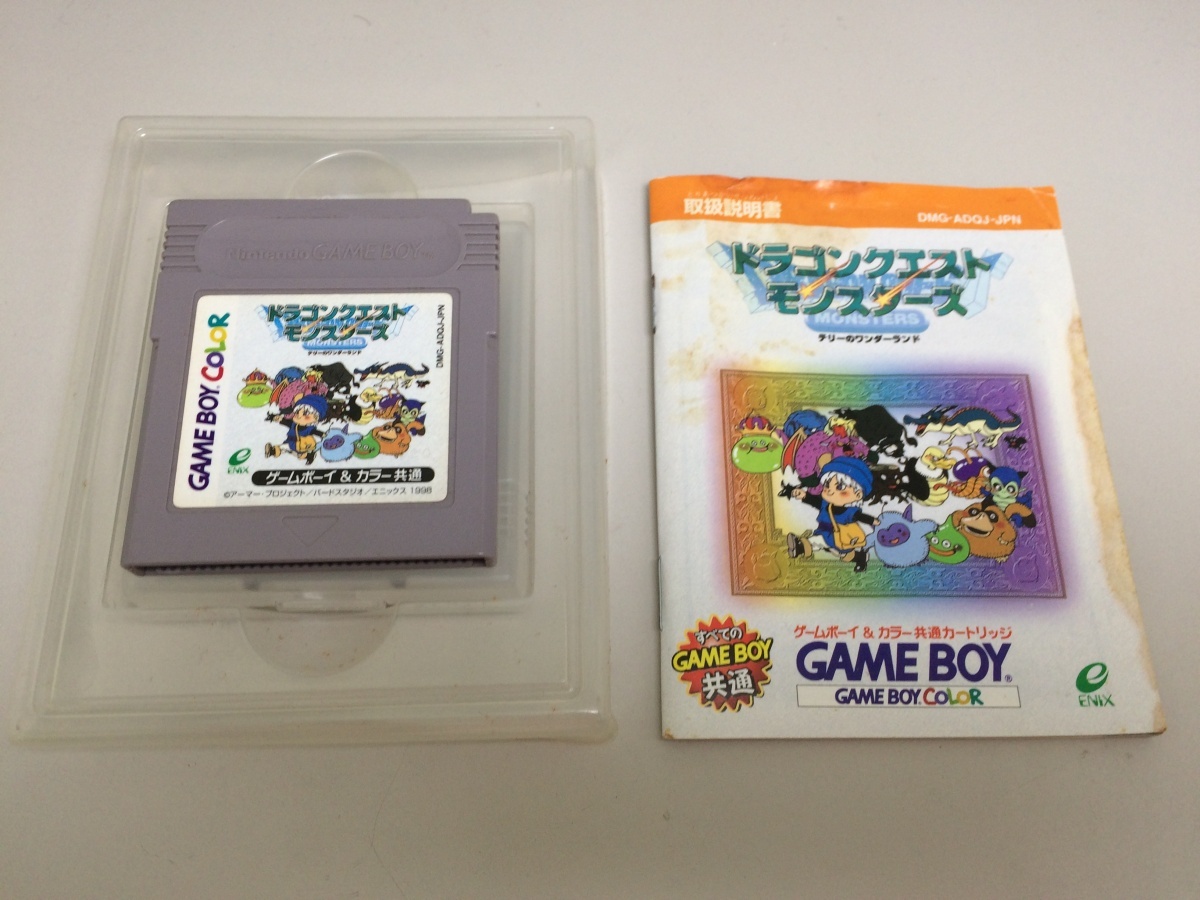 Nintendo GAME BOY TM
GAME BOY COLOR
ドラゴンクエスト
モンスターズ
MONSTERS
テリーのワンダーランド
DMG-ADQJ-JPN
ENIX
ゲームボーイ & カラー共通
©アーマー・プロジェクト/バードスタジオ/エニックス 1998
取扱説明書
DMG-ADQJ-JPN
ドラゴンクエスト
モンスターズ
MONSTERS
テリーのワンダーランド
すべての
GAME BOY
共通
ゲームボーイ & カラー共通カートリッジ
GAME BOY®
GAME BOY COLOR
ENIX